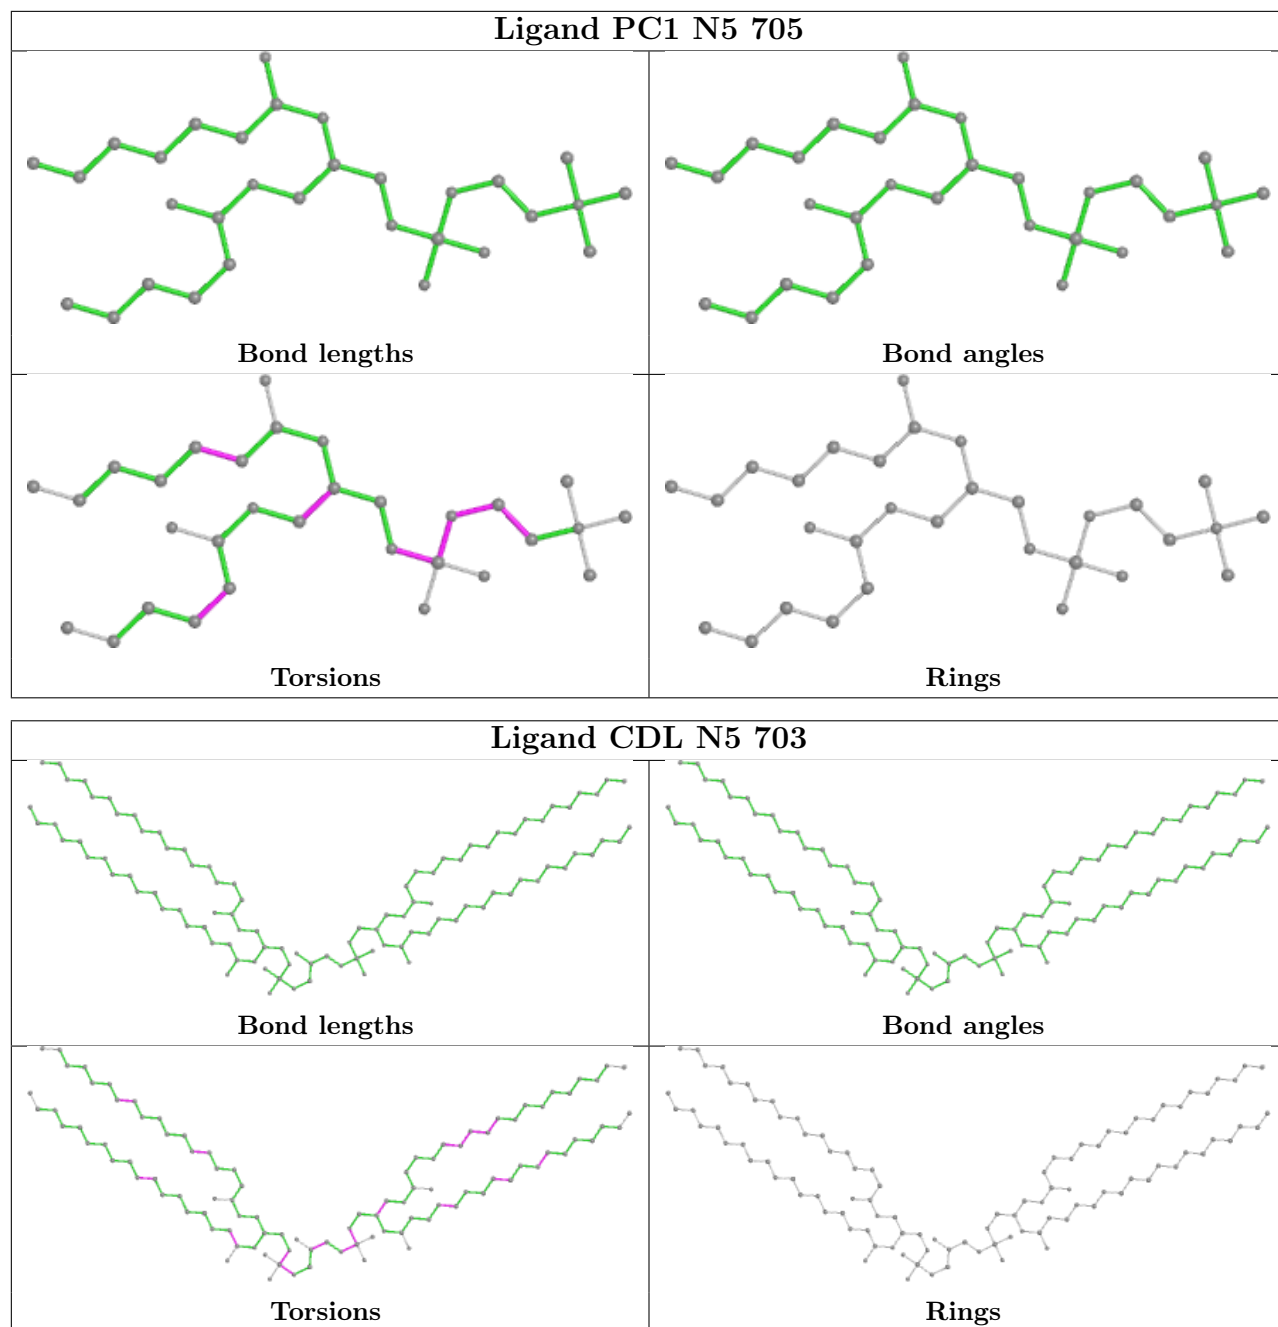 Ligand PC1 N5 705
Bond lengths
Bond angles
Torsions
Rings
Ligand CDL N5 703
Bond lengths
Bond angles
Torsions
Rings